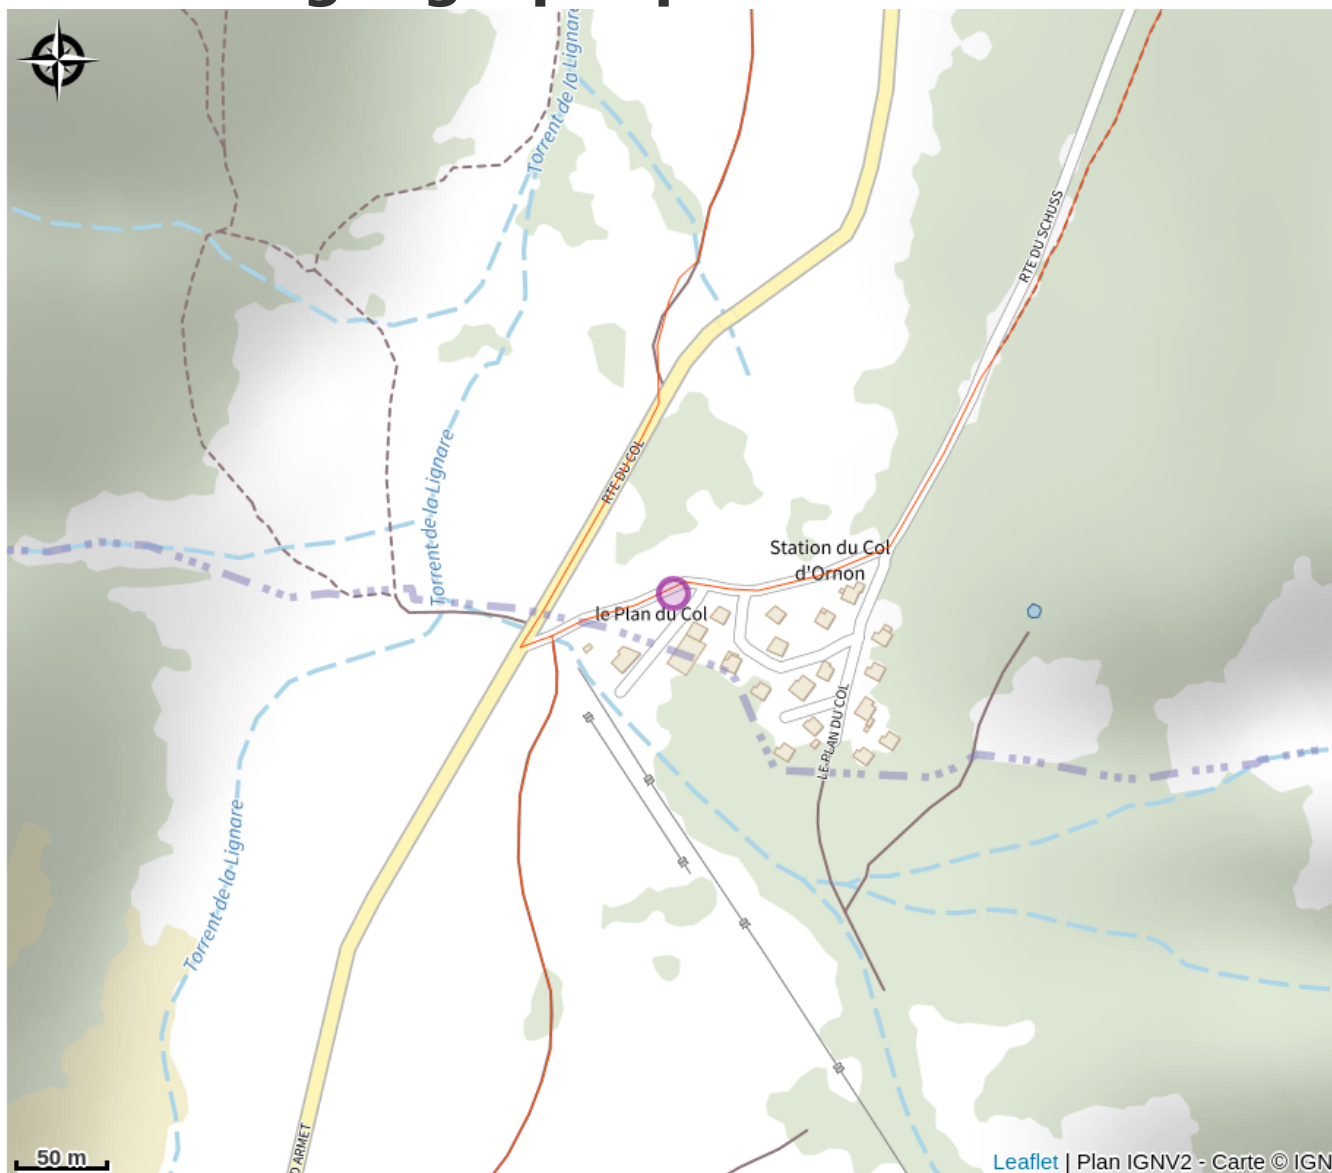 Torrent de la Lignare
RTE DU SCHUSS
RTE DU COL
Torrent de la Lignare
Station du Col
d'Ornon
le Plan du Col
LE PLAN DU COL
Torrent de la Lignare
D ARMET
50 m
Leaflet | Plan IGNV2 - Carte © IGN